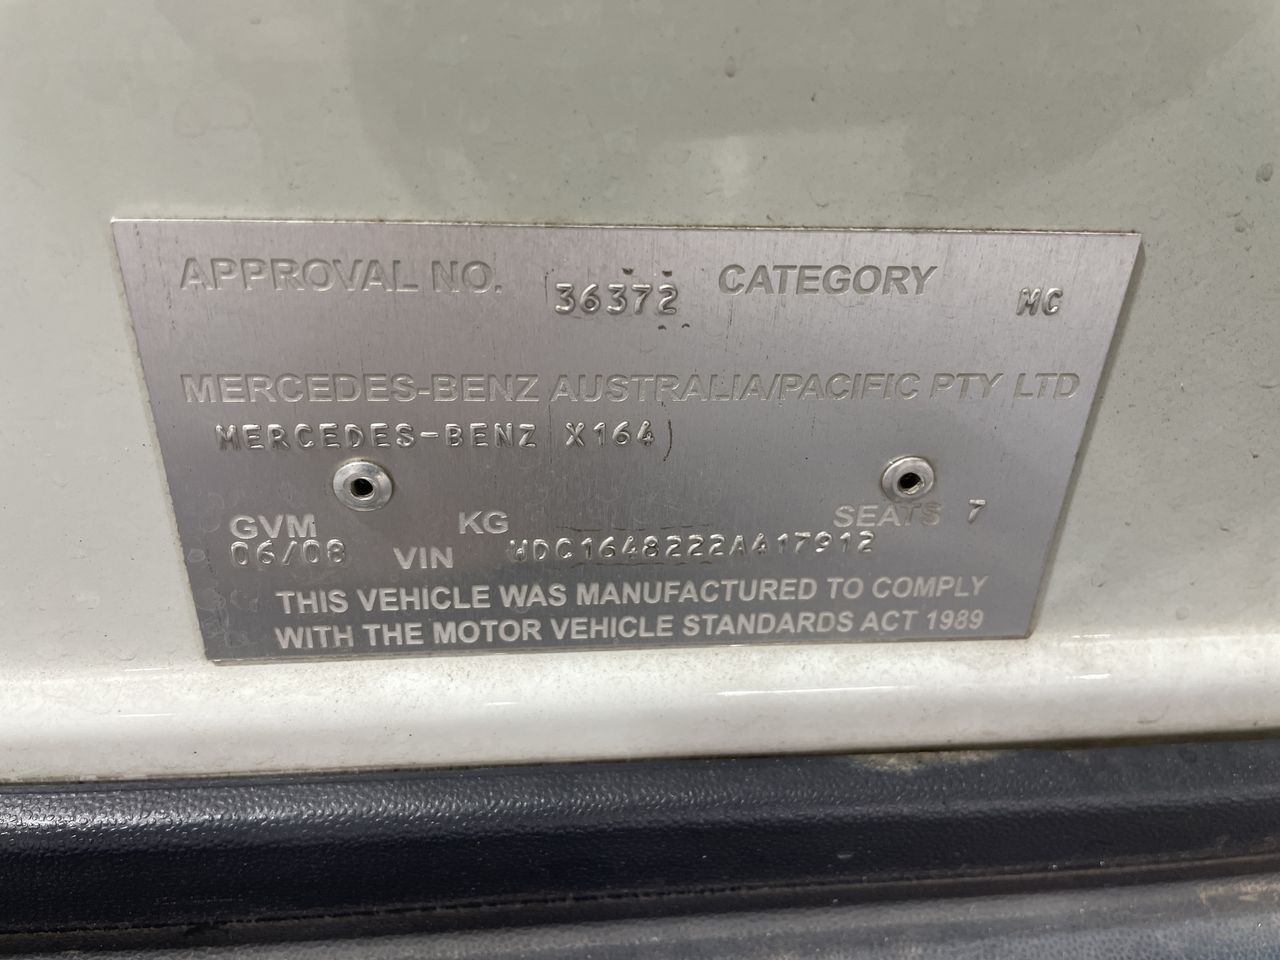 APPROVAL NO. 36372 CATEGORY MC
MERCEDES-BENZ AUSTRALIA/PACIFIC PTY LTD
MERCEDES-BENZ X164
GVM KG SEATS 7
06/08 VIN WDC1648222A417912
THIS VEHICLE WAS MANUFACTURED TO COMPLY
WITH THE MOTOR VEHICLE STANDARDS ACT 1989